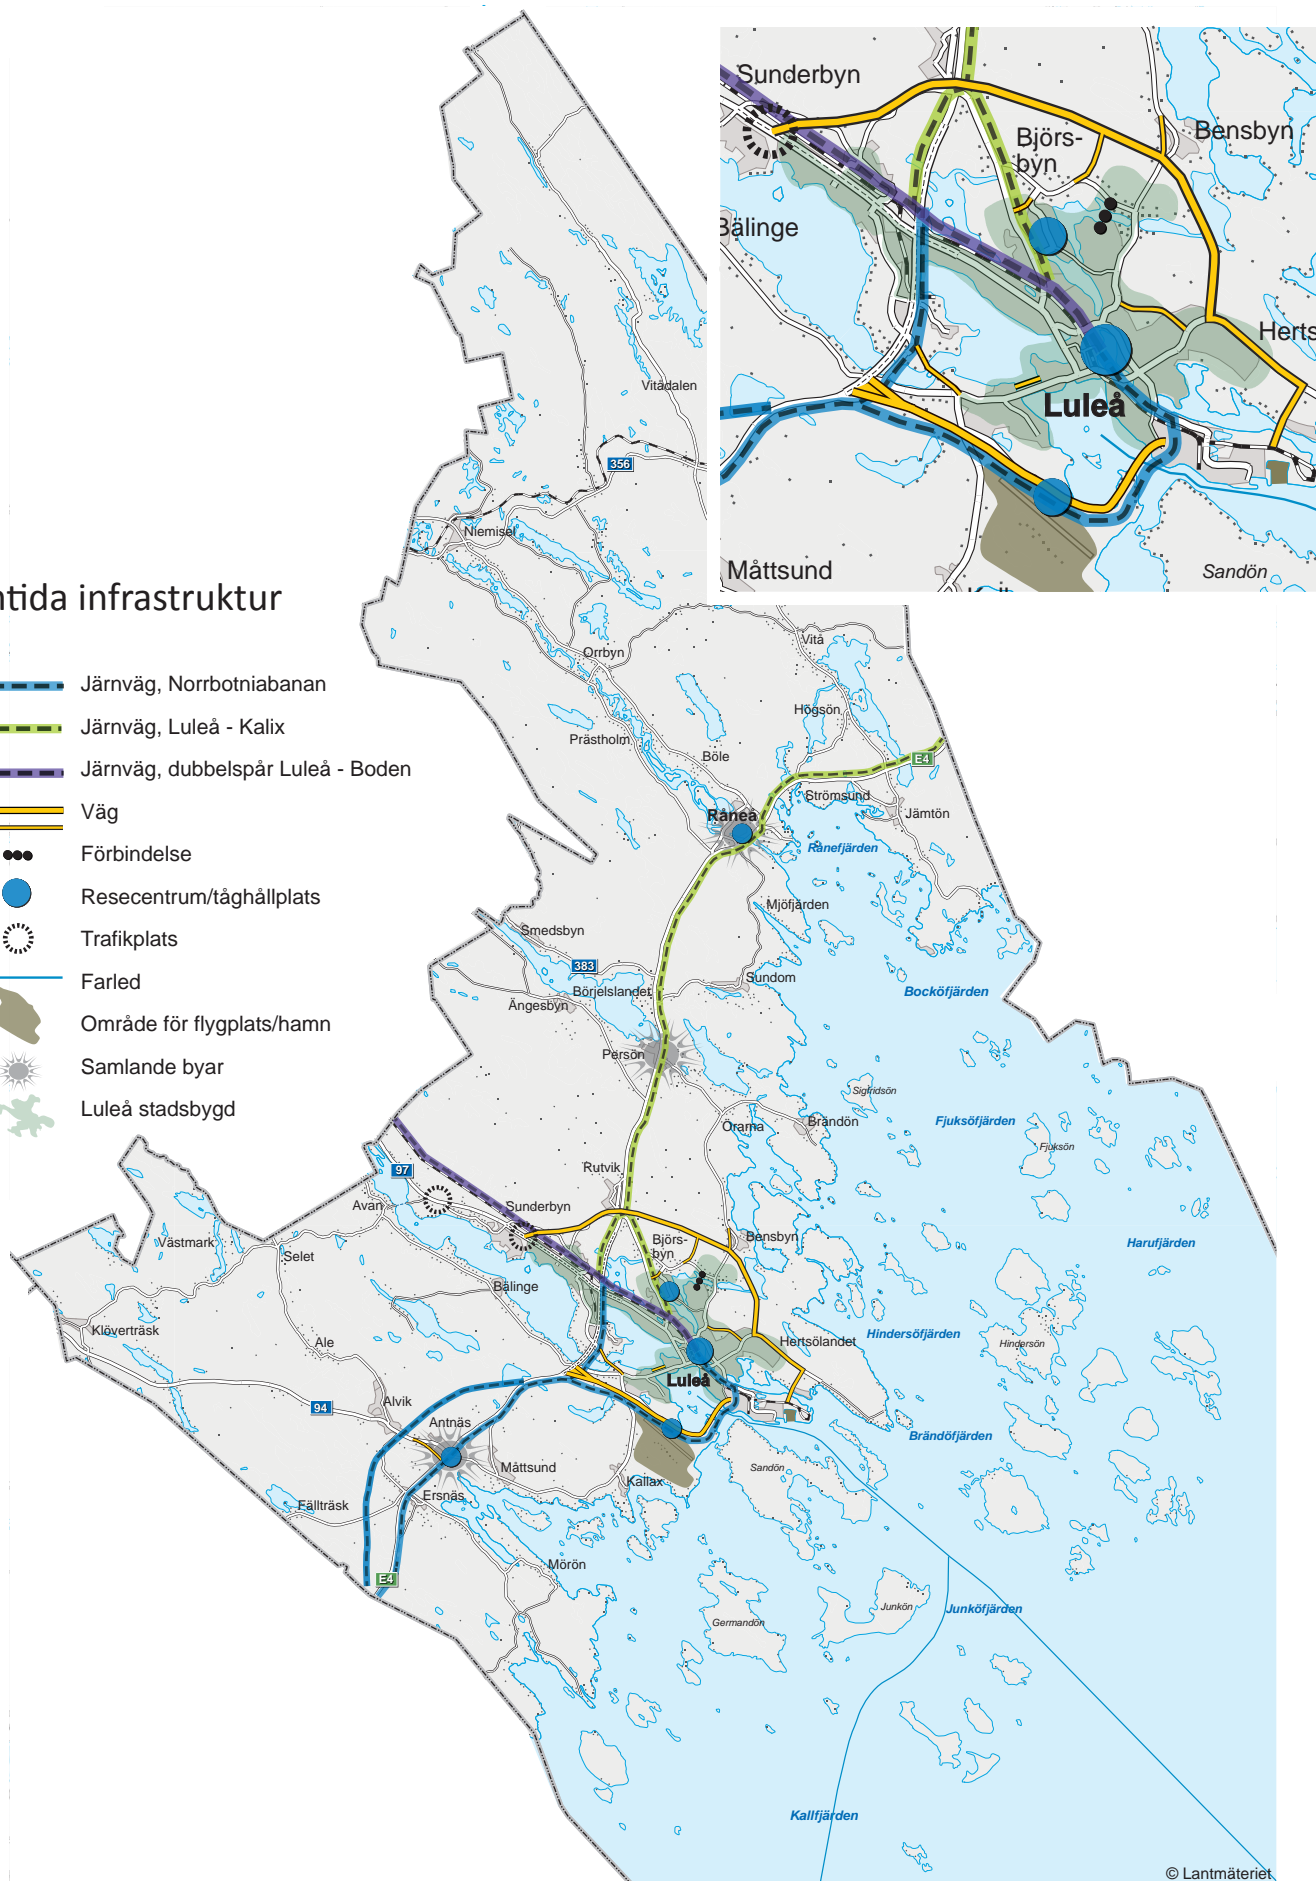 Sunderbyn
Björs-
byn
Bensbyn
Bälinge
Herts
Luleå
Måttsund
Sandön
Vitådalen
356
Niemisel
ntida infrastruktur
Järnväg, Norrbotniabanan
Järnväg, Luleå - Kalix
Järnväg, dubbelspår Luleå - Boden
Väg
Förbindelse
Resecentrum/tåghållplats
Trafikplats
Farled
Område för flygplats/hamn
Samlande byar
Luleå stadsbygd
Orrbyn
Vitå
Högsön
Prästholm
Böle
E4
Strömsund
Jämtön
Råneå
Rånefjärden
Mjöfjärden
Smedsbyn
383
Sundom
Börjelslandet
Ängesbyn
Bocköfjärden
Persön
Sigfridsön
Örarna
Brändön
Fjuksöfjärden
Fjuksön
97
Rutvik
Avan
Sunderbyn
Västmark
Selet
Björs-
byn
Bensbyn
Harufjärden
Bälinge
Klöverträsk
Ale
Hertsölandet
Hindersöfjärden
Hindersön
Luleå
94
Alvik
Antnäs
Brändöfjärden
Måttsund
Sandön
Kallax
Fällträsk
Ersnäs
Mörön
E4
Junkön
Junköfjärden
Germandön
Kallfjärden
© Lantmäteriet